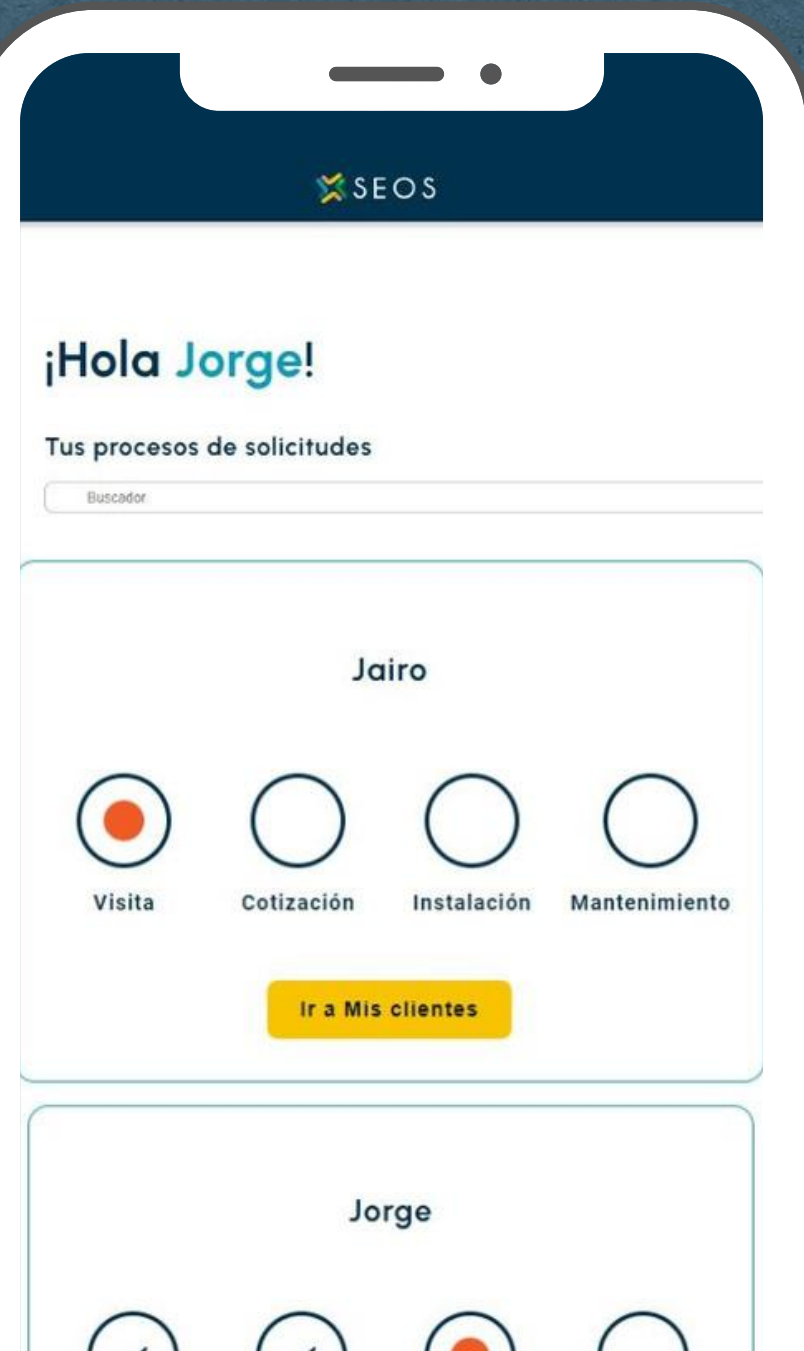 SEOS
¡Hola Jorge!
Tus procesos de solicitudes
Buscador
Jairo
Visita Cotización Instalación Mantenimiento
Ir a Mis clientes
Jorge